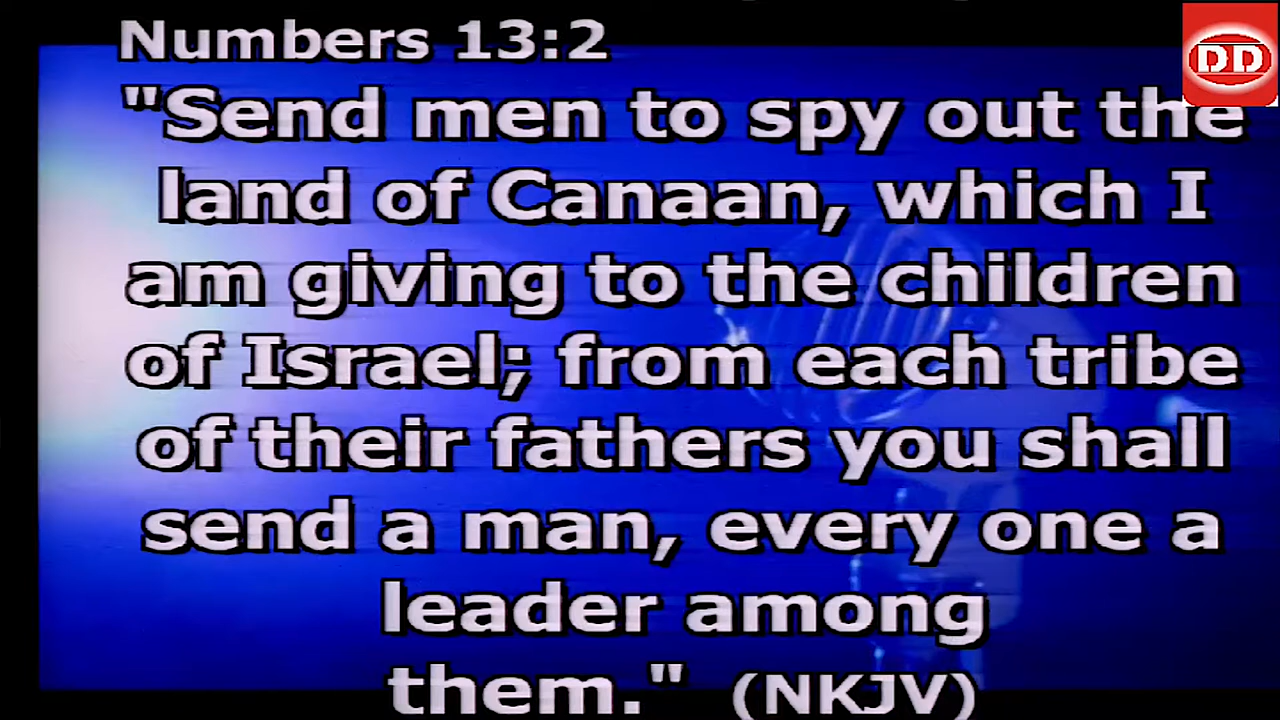 Numbers 13:2
DD
"Send men to spy out the
land of Canaan, which I
am giving to the children
of Israel; from each tribe
of their fathers you shall
send a man, every one a
leader among
them." (NKJV)